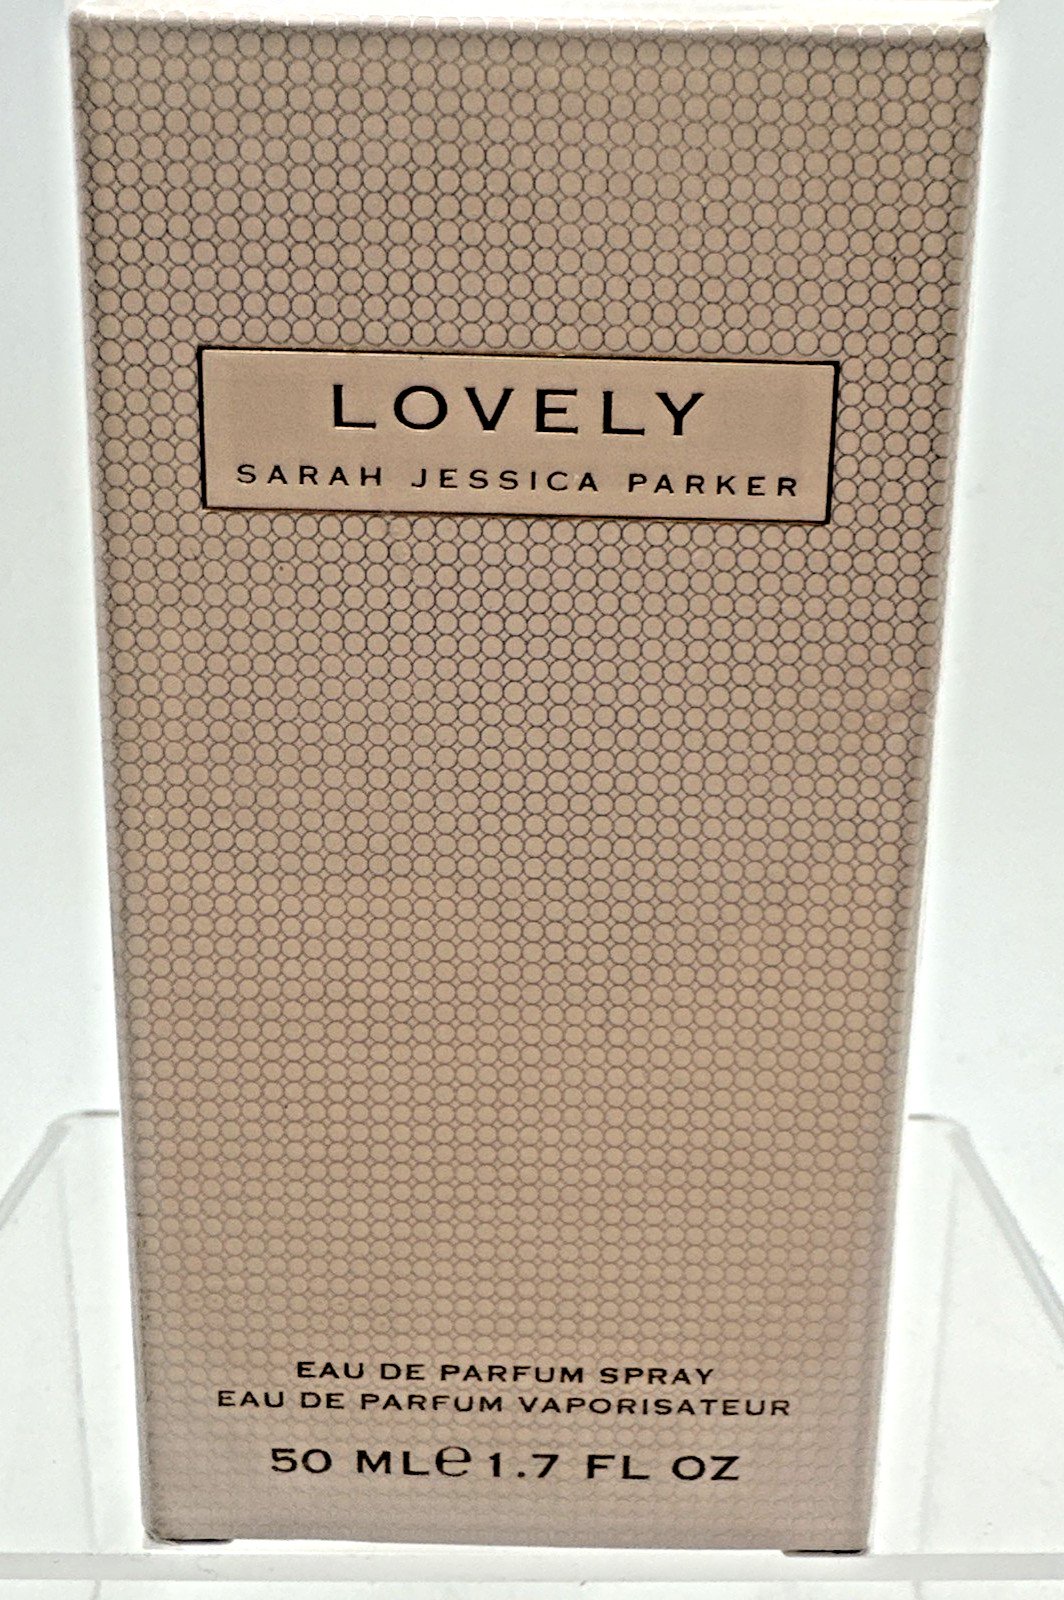 LOVELY
SARAH JESSICA PARKER
EAU DE PARFUM SPRAY
EAU DE PARFUM VAPORISATEUR
50 ML℮ 1.7 FL OZ